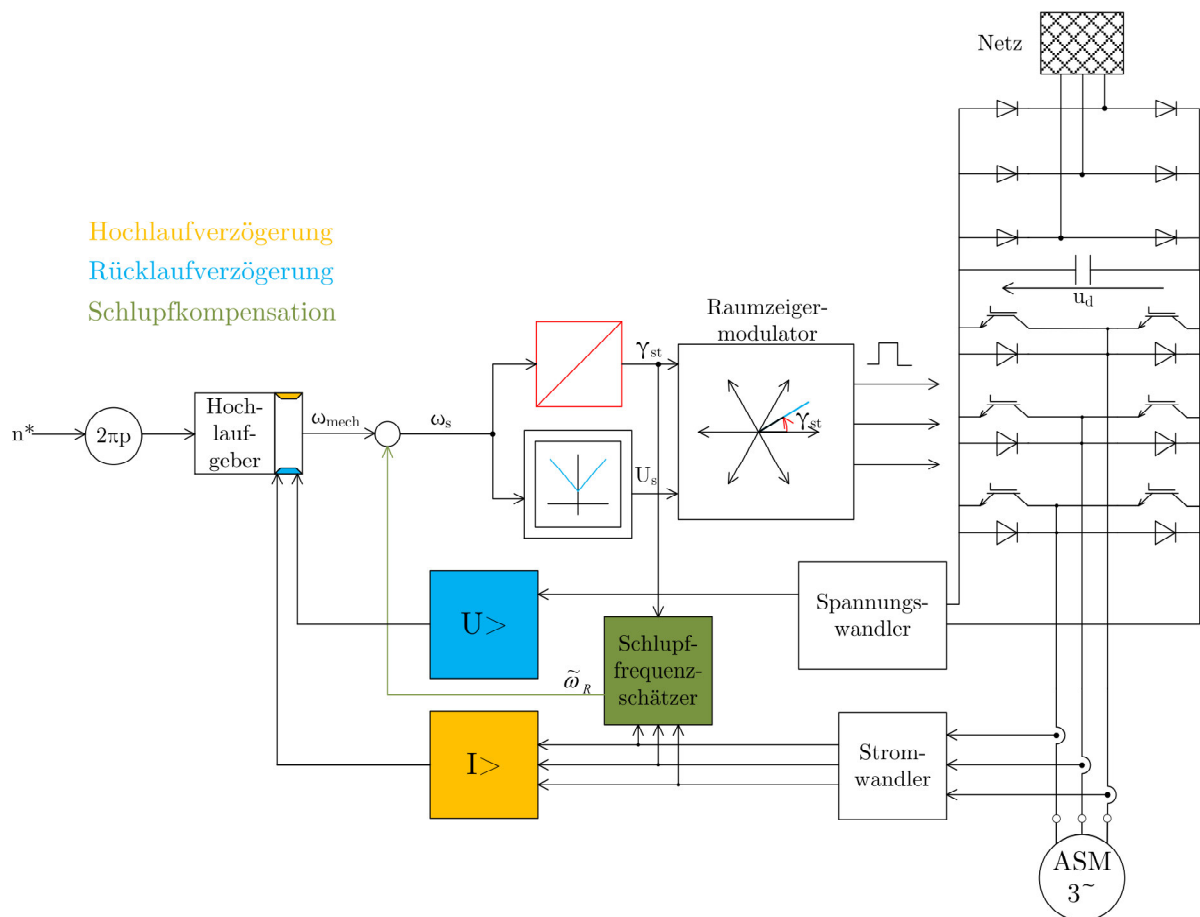 Netz
Hochlaufverzögerung
Rücklaufverzögerung
Schlupfkompensation
u_d
Raumzeiger-
modulator
γ_st
n*
2πp
Hoch-
lauf-
geber
ω_mech
ω_s
γ_st
U_s
U>
Spannungs-
wandler
Schlupf-
frequenz-
schätzer
ω̃_R
I>
Strom-
wandler
ASM
3~